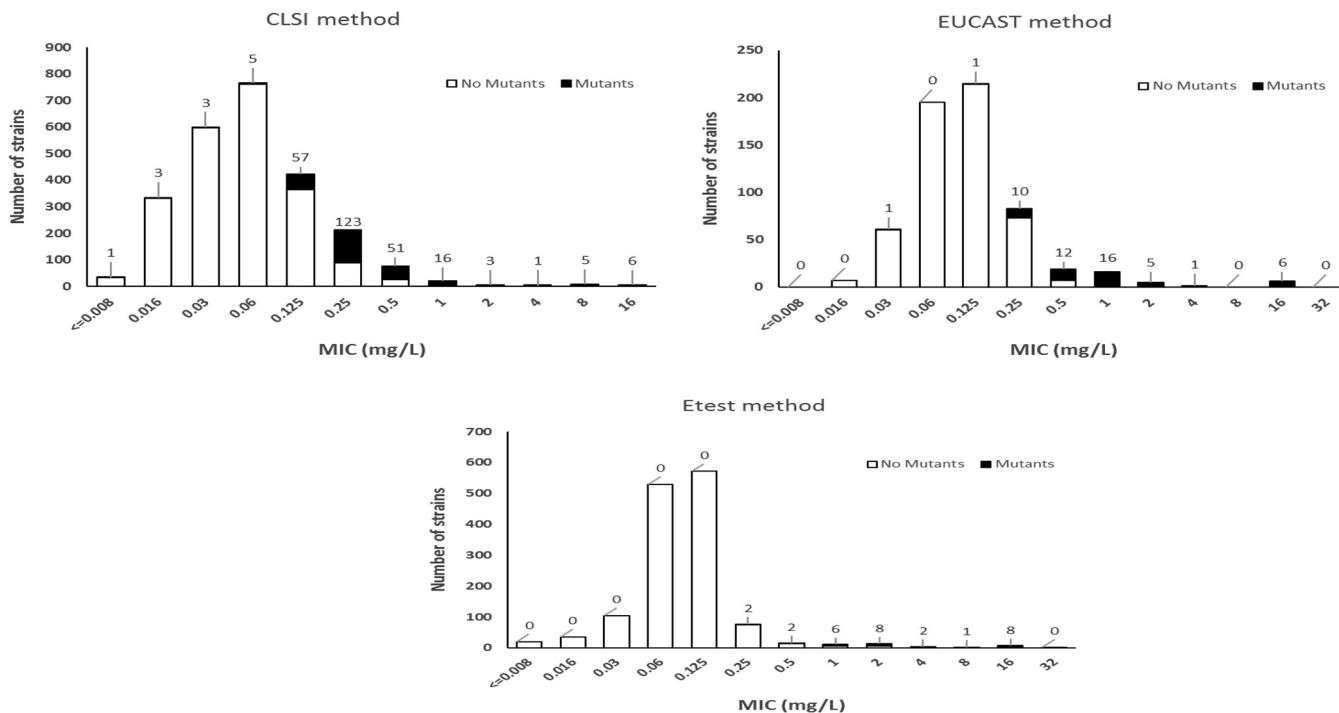 CLSI method
Number of strains
900
800
700
600
500
400
300
200
100
0
No Mutants Mutants
1 3 3 5 57 123 51 16 3 1 5 6
<=0.008 0.016 0.03 0.06 0.125 0.25 0.5 1 2 4 8 16
MIC (mg/L)
EUCAST method
Number of strains
250
200
150
100
50
0
No Mutants Mutants
0 0 1 0 1 10 12 16 5 1 0 6 0
<=0.008 0.016 0.03 0.06 0.125 0.25 0.5 1 2 4 8 16 32
MIC (mg/L)
Etest method
Number of strains
700
600
500
400
300
200
100
0
No Mutants Mutants
0 0 0 0 0 2 2 6 8 2 1 8 0
<=0.008 0.016 0.03 0.06 0.125 0.25 0.5 1 2 4 8 16 32
MIC (mg/L)